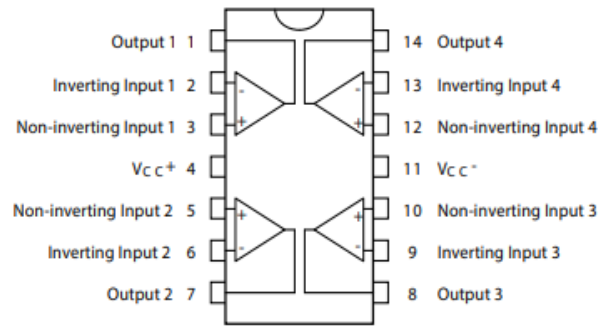 Output 1 1 14 Output 4
Inverting Input 1 2 - - 13 Inverting Input 4
Non-inverting Input 1 3 + + 12 Non-inverting Input 4
Vcc+ 4 11 Vcc-
Non-inverting Input 2 5 + + 10 Non-inverting Input 3
Inverting Input 2 6 - - 9 Inverting Input 3
Output 2 7 8 Output 3